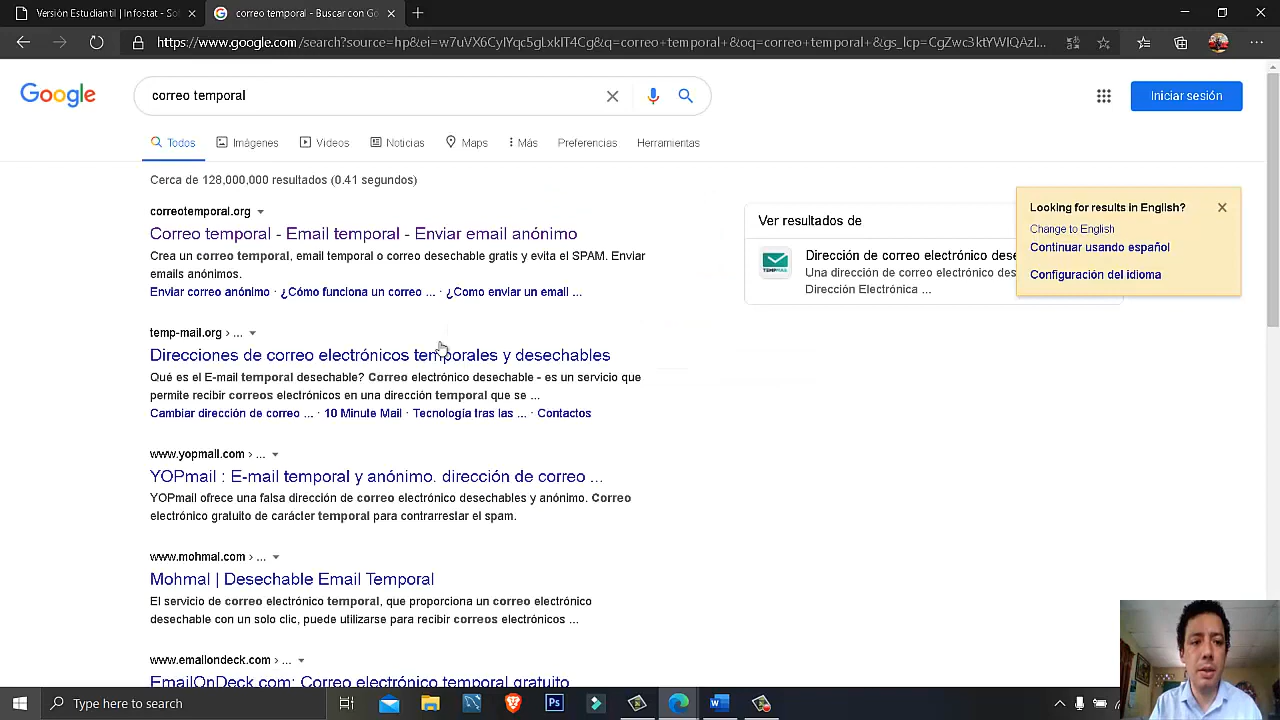 Versión Estudiantil | Infostat - Sof
correo temporal - Buscar con Go
https://www.google.com/search?source=hp&ei=
Google
correo temporal
Iniciar sesión
Todos Imágenes Videos Noticias Maps Más Preferencias Herramientas
Cerca de 128,000,000 resultados (0.41 segundos)
correotemporal.org
Correo temporal - Email temporal - Enviar email anónimo
Crea un correo temporal, email temporal o correo desechable gratis y evita el SPAM. Enviar
emails anónimos.
Enviar correo anónimo · ¿Cómo funciona un correo ... · ¿Como enviar un email ...
temp-mail.org › ...
Direcciones de correo electrónicos temporales y desechables
Qué es el E-mail temporal desechable? Correo electrónico desechable - es un servicio que
permite recibir correos electrónicos en una dirección temporal que se ...
Cambiar dirección de correo ... · 10 Minute Mail · Tecnología tras las ... · Contactos
www.yopmail.com › ...
YOPmail : E-mail temporal y anónimo. dirección de correo ...
YOPmail ofrece una falsa dirección de correo electrónico desechables y anónimo. Correo
electrónico gratuito de carácter temporal para contrarrestar el spam.
www.mohmal.com › ...
Mohmal | Desechable Email Temporal
El servicio de correo electrónico temporal, que proporciona un correo electrónico
desechable con un solo clic, puede utilizarse para recibir correos electrónicos ...
www.emailondeck.com › ...
EmailOnDeck.com: Correo electrónico temporal gratuito
Ver resultados de
TEMPMAIL
Dirección de correo electrónico dese
Una dirección de correo electrónico des
Dirección Electrónica ...
Looking for results in English?
Change to English
Continuar usando español
Configuración del idioma
Type here to search
Ps